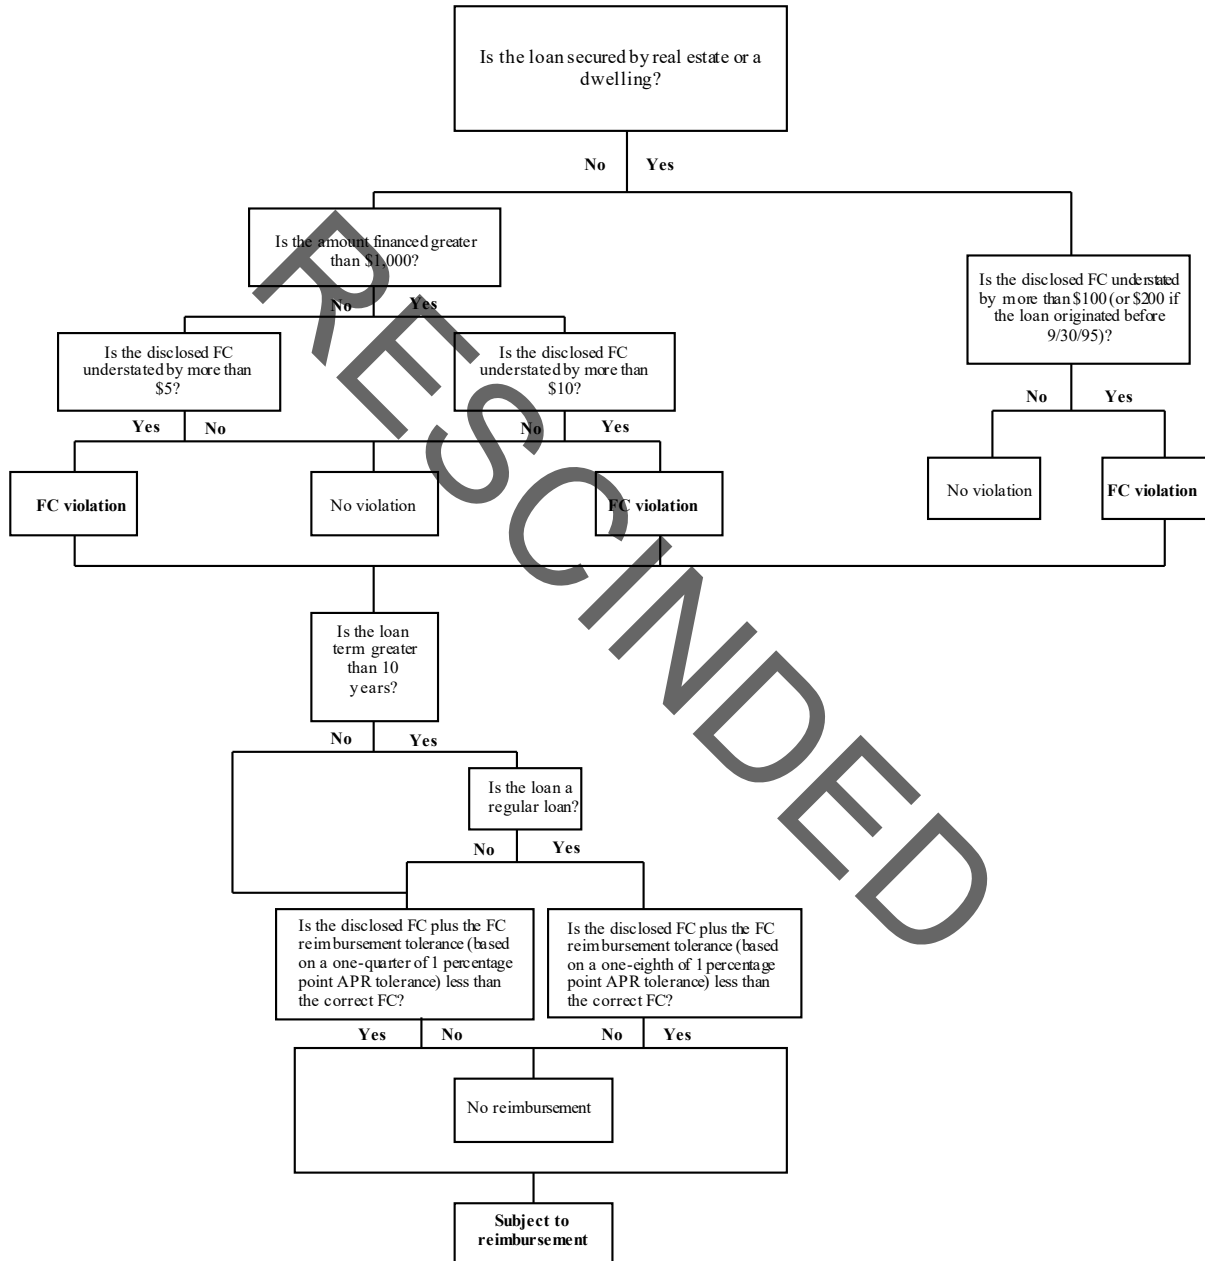 Is the loan secured by real estate or a
dwelling?
No Yes
Is the amount financed greater
than $1,000?
No Yes
Is the disclosed FC understated
by more than $100 (or $200 if
the loan originated before
9/30/95)?
Is the disclosed FC
understated by more than
$5?
Is the disclosed FC
understated by more than
$10?
No Yes
Yes No
No Yes
FC violation
No violation
FC violation
No violation
FC violation
Is the loan
term greater
than 10
years?
No Yes
Is the loan a
regular loan?
No Yes
Is the disclosed FC plus the FC
reimbursement tolerance (based
on a one-quarter of 1 percentage
point APR tolerance) less than
the correct FC?
Is the disclosed FC plus the FC
reimbursement tolerance (based
on a one-eighth of 1 percentage
point APR tolerance) less than
the correct FC?
Yes No
No Yes
No reimbursement
Subject to
reimbursement
RESCINDED